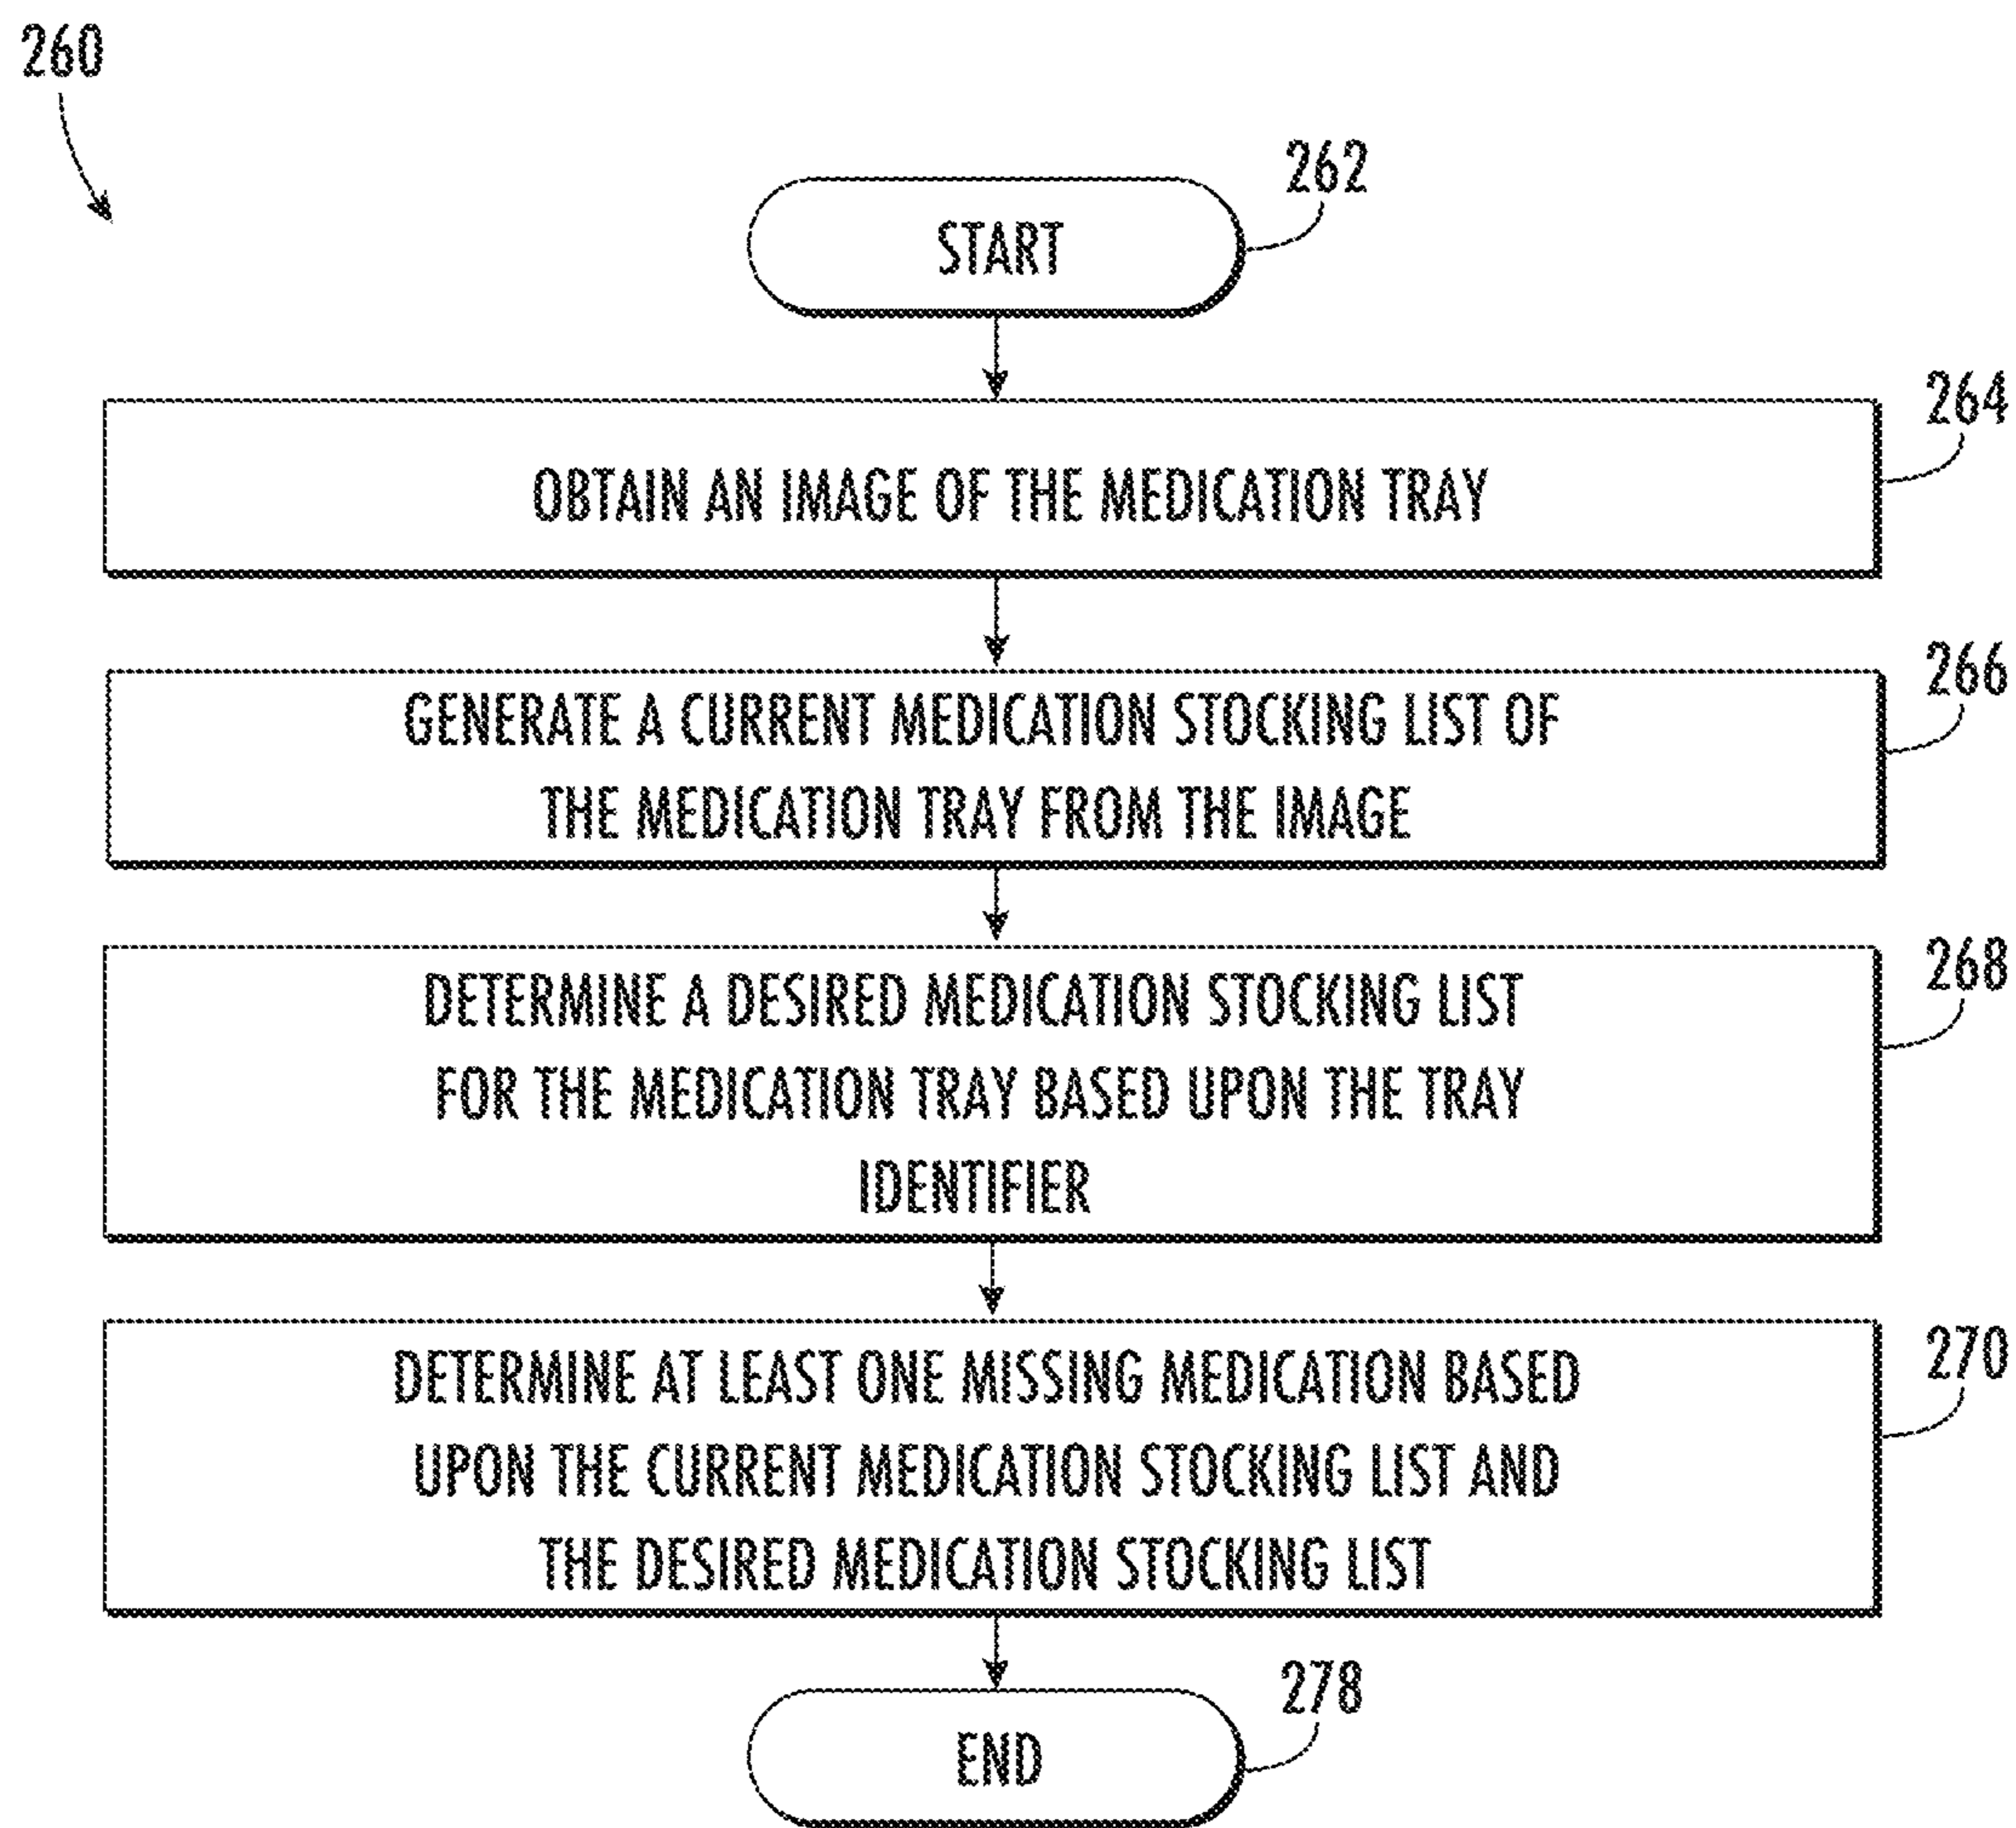 260
262
START
264
OBTAIN AN IMAGE OF THE MEDICATION TRAY
266
GENERATE A CURRENT MEDICATION STOCKING LIST OF
THE MEDICATION TRAY FROM THE IMAGE
268
DETERMINE A DESIRED MEDICATION STOCKING LIST
FOR THE MEDICATION TRAY BASED UPON THE TRAY
IDENTIFIER
270
DETERMINE AT LEAST ONE MISSING MEDICATION BASED
UPON THE CURRENT MEDICATION STOCKING LIST AND
THE DESIRED MEDICATION STOCKING LIST
278
END